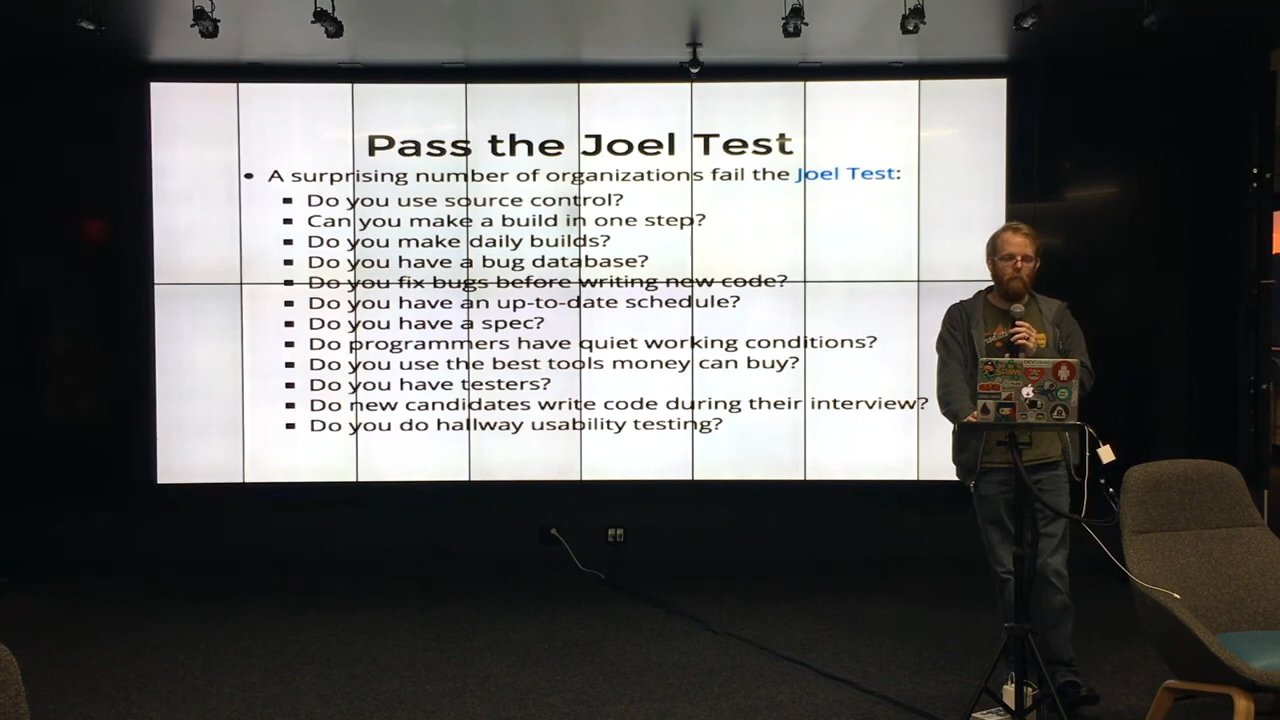 Pass the Joel Test
• A surprising number of organizations fail the Joel Test:
▪ Do you use source control?
▪ Can you make a build in one step?
▪ Do you make daily builds?
▪ Do you have a bug database?
▪ Do you fix bugs before writing new code?
▪ Do you have an up-to-date schedule?
▪ Do you have a spec?
▪ Do programmers have quiet working conditions?
▪ Do you use the best tools money can buy?
▪ Do you have testers?
▪ Do new candidates write code during their interview?
▪ Do you do hallway usability testing?